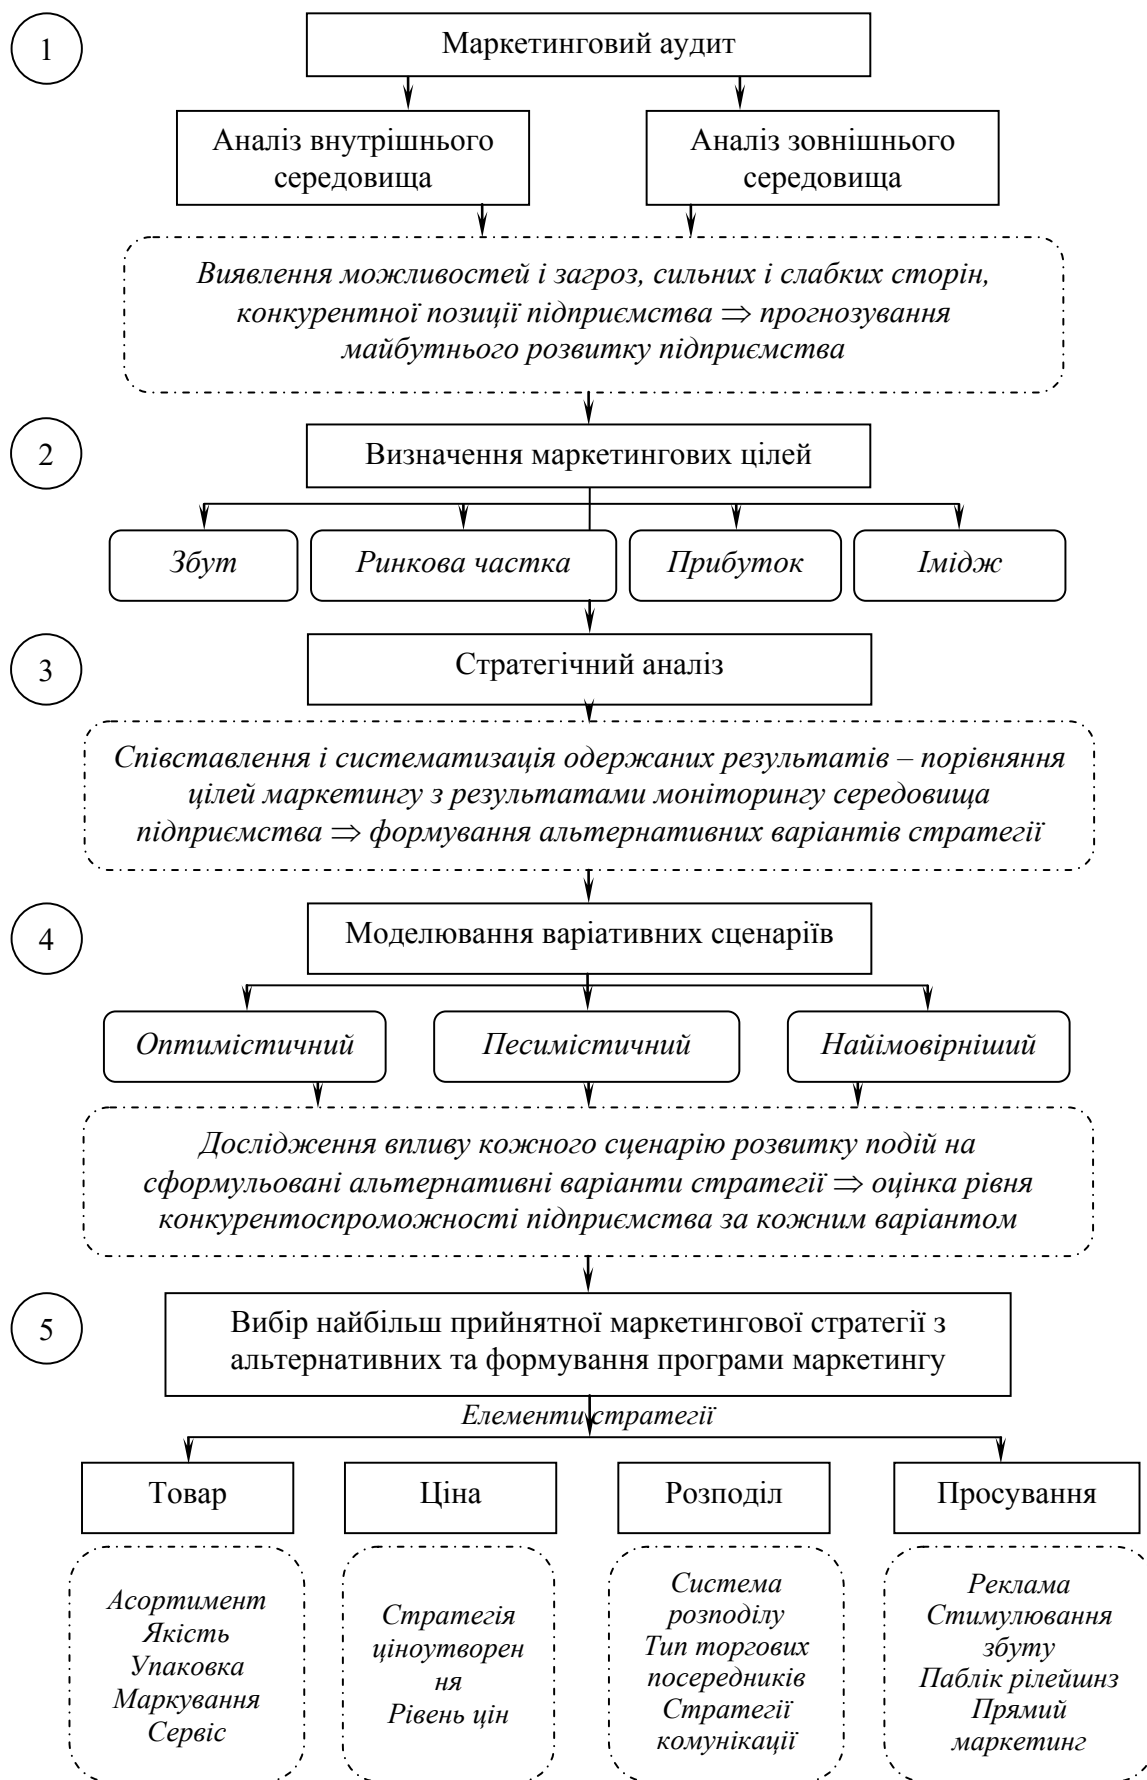 1
Маркетинговий аудит
Аналіз внутрішнього
середовища
Аналіз зовнішнього
середовища
Виявлення можливостей і загроз, сильних і слабких сторін,
конкурентної позиції підприємства ⇒ прогнозування
майбутнього розвитку підприємства
2
Визначення маркетингових цілей
Збут
Ринкова частка
Прибуток
Імідж
3
Стратегічний аналіз
Співставлення і систематизація одержаних результатів – порівняння
цілей маркетингу з результатами моніторингу середовища
підприємства ⇒ формування альтернативних варіантів стратегії
4
Моделювання варіативних сценаріїв
Оптимістичний
Песимістичний
Найімовірніший
Дослідження впливу кожного сценарію розвитку подій на
сформульовані альтернативні варіанти стратегії ⇒ оцінка рівня
конкурентоспроможності підприємства за кожним варіантом
5
Вибір найбільш прийнятної маркетингової стратегії з
альтернативних та формування програми маркетингу
Елементи стратегії
Товар
Ціна
Розподіл
Просування
Асортимент
Якість
Упаковка
Маркування
Сервіс
Стратегія
ціноутворен
ня
Рівень цін
Система
розподілу
Тип торгових
посередників
Стратегії
комунікації
Реклама
Стимулювання
збуту
Паблік рілейшнз
Прямий
маркетинг